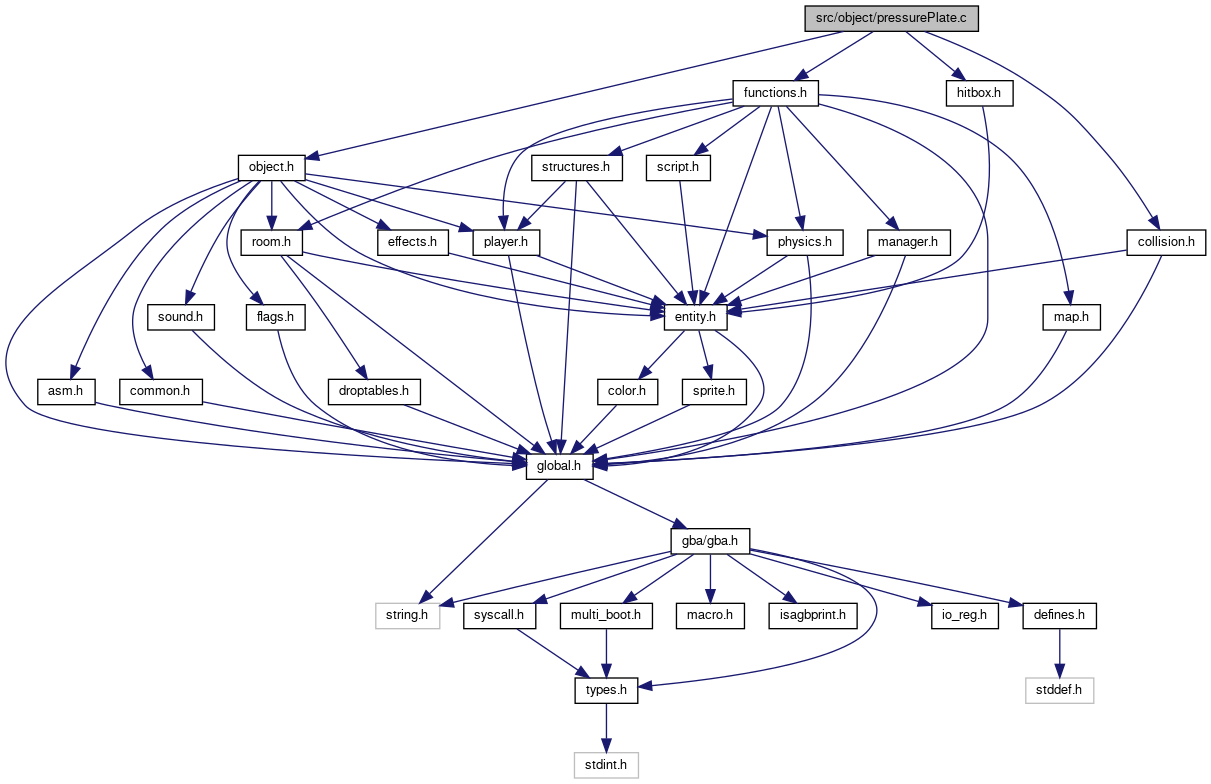 src/object/pressurePlate.c
functions.h
hitbox.h
object.h
structures.h
script.h
room.h
effects.h
player.h
physics.h
manager.h
collision.h
sound.h
flags.h
entity.h
map.h
asm.h
common.h
droptables.h
color.h
sprite.h
global.h
gba/gba.h
string.h
syscall.h
multi_boot.h
macro.h
isagbprint.h
io_reg.h
defines.h
types.h
stddef.h
stdint.h